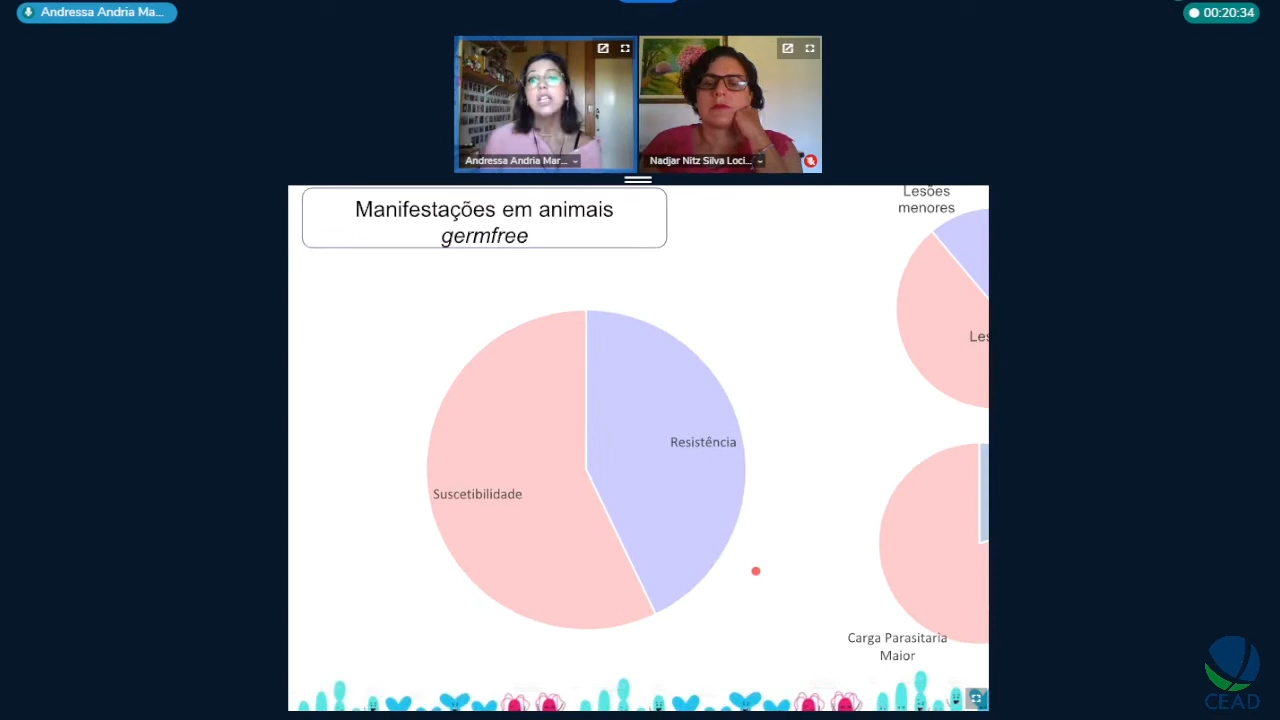 Andressa Andria Ma...
00:20:34
Andressa Andria Mar...
Nadjar Nitz Silva Loci...
Manifestações em animais
germfree
Lesões
menores
Resistência
Suscetibilidade
Les
Carga Parasitaria
Maior
CEAD